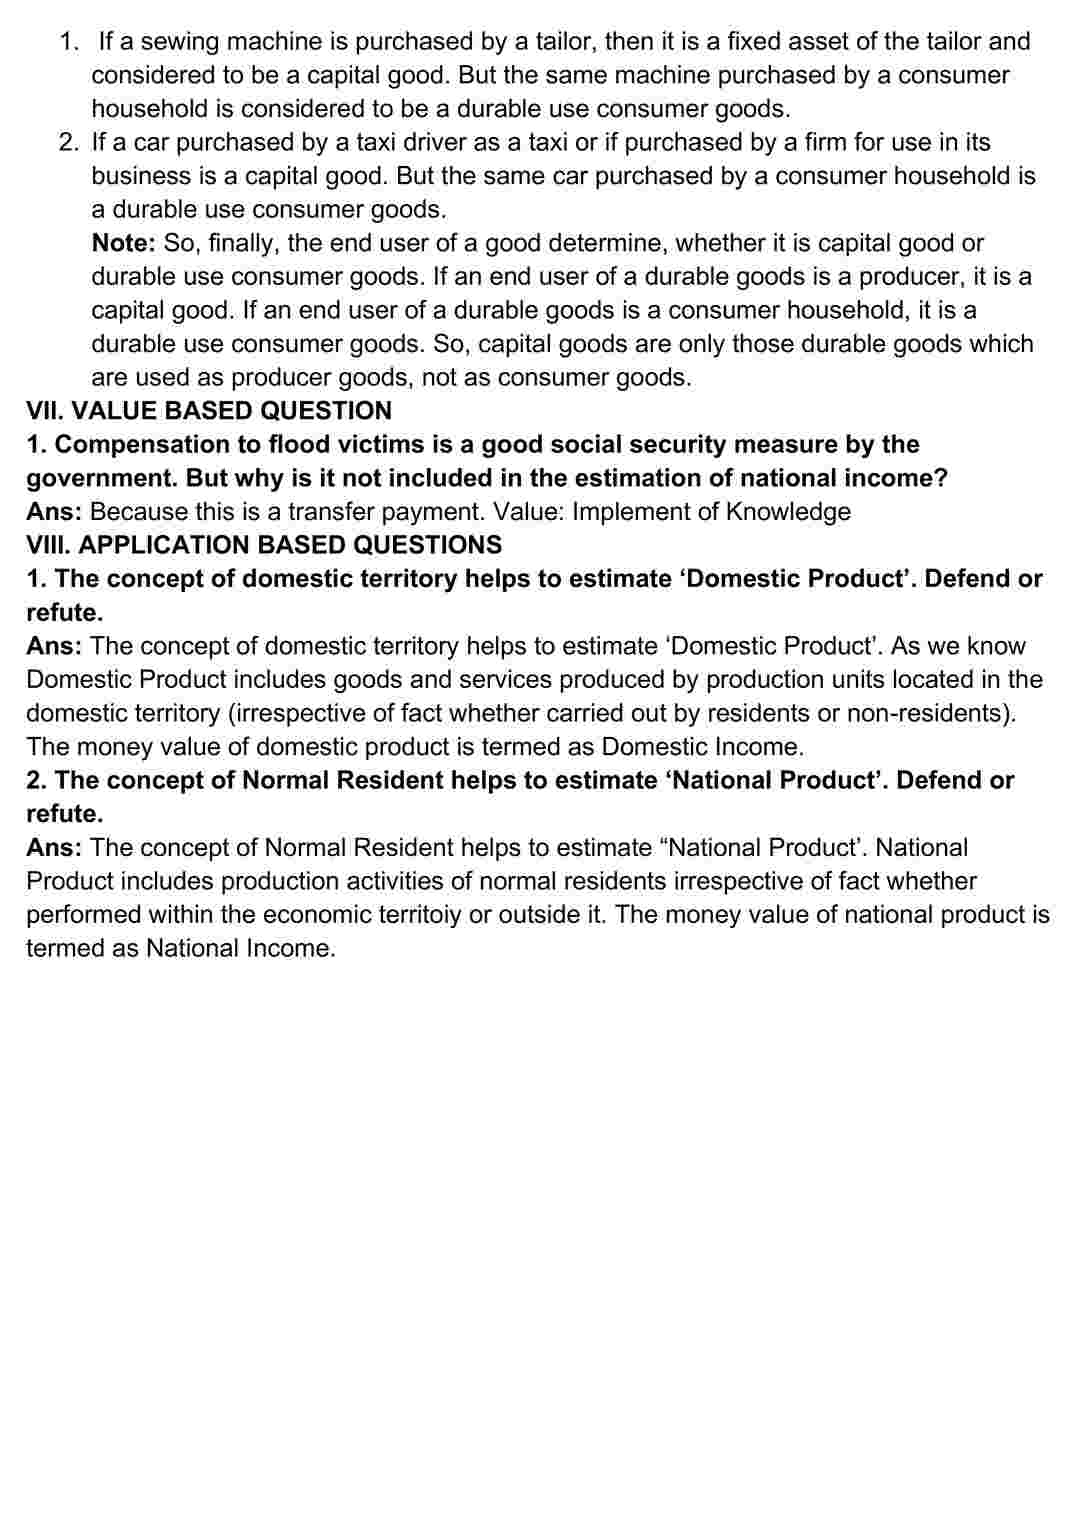 1. If a sewing machine is purchased by a tailor, then it is a fixed asset of the tailor and
considered to be a capital good. But the same machine purchased by a consumer
household is considered to be a durable use consumer goods.
2. If a car purchased by a taxi driver as a taxi or if purchased by a firm for use in its
business is a capital good. But the same car purchased by a consumer household is
a durable use consumer goods.
Note: So, finally, the end user of a good determine, whether it is capital good or
durable use consumer goods. If an end user of a durable goods is a producer, it is a
capital good. If an end user of a durable goods is a consumer household, it is a
durable use consumer goods. So, capital goods are only those durable goods which
are used as producer goods, not as consumer goods.
VII. VALUE BASED QUESTION
1. Compensation to flood victims is a good social security measure by the
government. But why is it not included in the estimation of national income?
Ans: Because this is a transfer payment. Value: Implement of Knowledge
VIII. APPLICATION BASED QUESTIONS
1. The concept of domestic territory helps to estimate ‘Domestic Product’. Defend or
refute.
Ans: The concept of domestic territory helps to estimate ‘Domestic Product’. As we know
Domestic Product includes goods and services produced by production units located in the
domestic territory (irrespective of fact whether carried out by residents or non-residents).
The money value of domestic product is termed as Domestic Income.
2. The concept of Normal Resident helps to estimate ‘National Product’. Defend or
refute.
Ans: The concept of Normal Resident helps to estimate “National Product’. National
Product includes production activities of normal residents irrespective of fact whether
performed within the economic territoiy or outside it. The money value of national product is
termed as National Income.